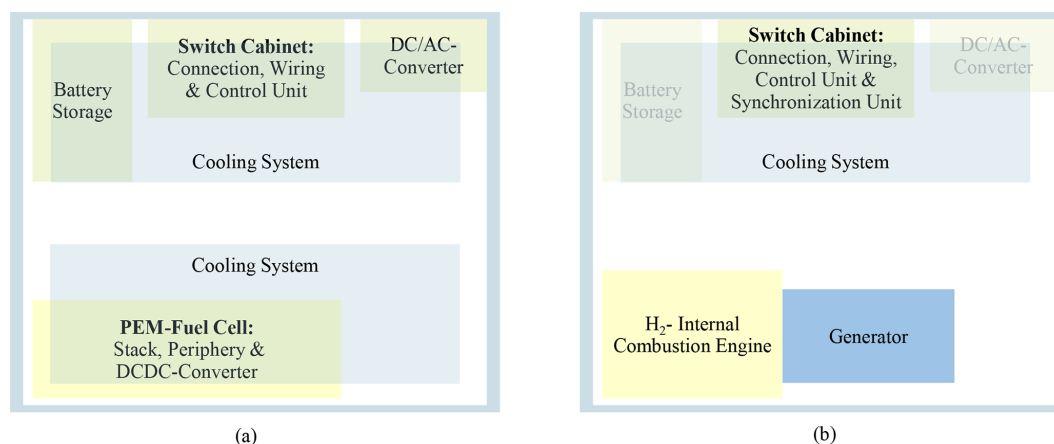 Switch Cabinet:
Connection, Wiring
& Control Unit
DC/AC-
Converter
Battery
Storage
Cooling System
Cooling System
PEM-Fuel Cell:
Stack, Periphery &
DCDC-Converter
(a)
Switch Cabinet:
Connection, Wiring,
Control Unit &
Synchronization Unit
DC/AC-
Converter
Battery
Storage
Cooling System
H₂- Internal
Combustion Engine
Generator
(b)